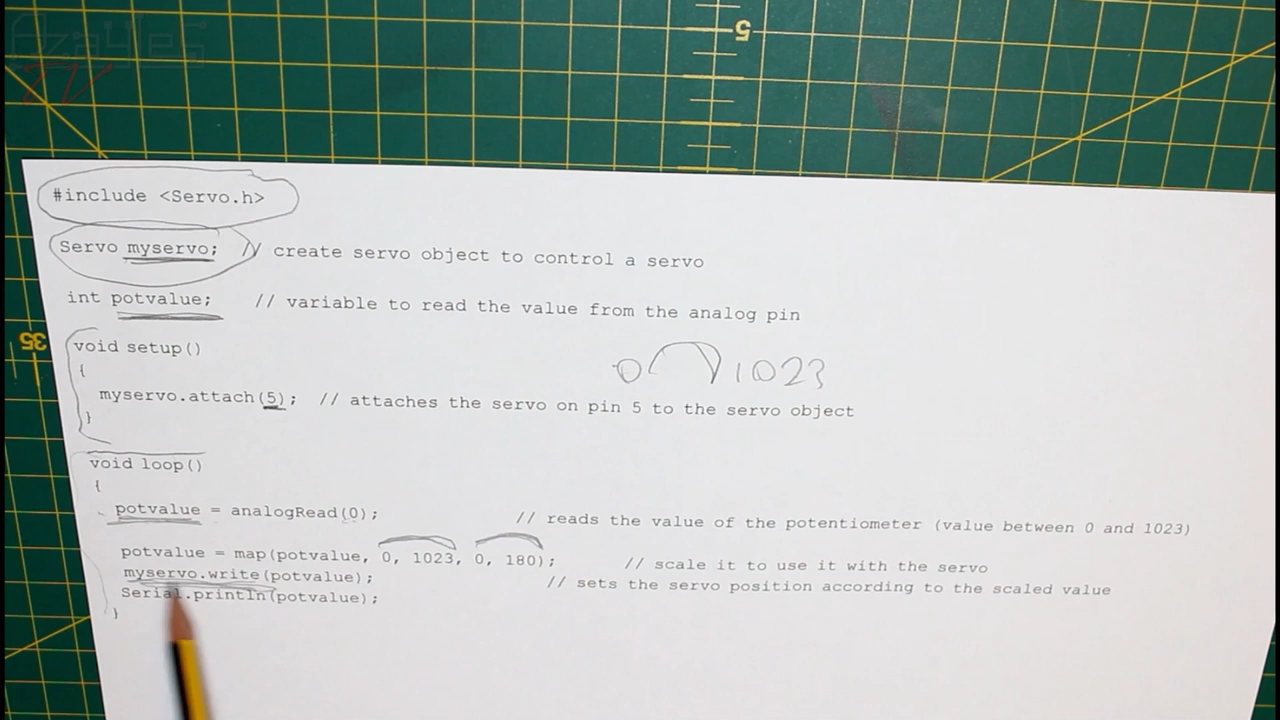 5
#include <Servo.h>
Servo myservo; // create servo object to control a servo
int potvalue; // variable to read the value from the analog pin
35
void setup()
{
0 1023
myservo.attach(5); // attaches the servo on pin 5 to the servo object
}
void loop()
{
potvalue = analogRead(0); // reads the value of the potentiometer (value between 0 and 1023)
potvalue = map(potvalue, 0, 1023, 0, 180); // scale it to use it with the servo
myservo.write(potvalue); // sets the servo position according to the scaled value
Serial.println(potvalue);
}